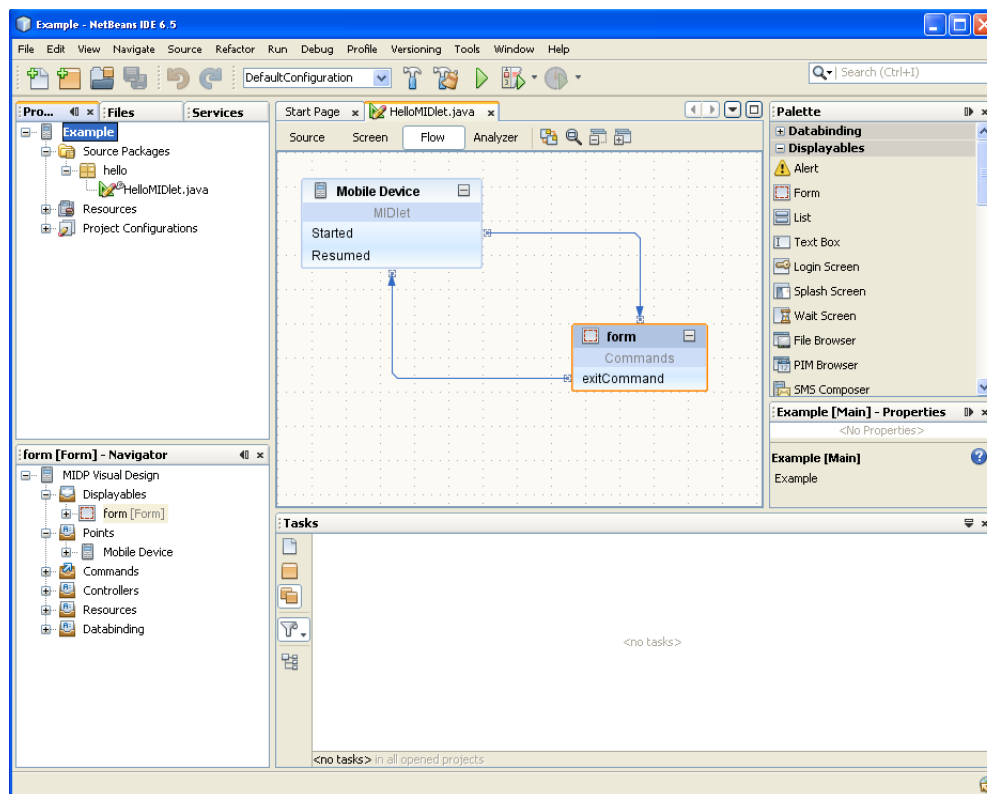 Example - NetBeans IDE 6.5
File Edit View Navigate Source Refactor Run Debug Profile Versioning Tools Window Help
DefaultConfiguration
Search (Ctrl+I)
Pro... Files Services
Example
Source Packages
hello
HelloMIDlet.java
Resources
Project Configurations
Start Page HelloMIDlet.java
Source Screen Flow Analyzer
Mobile Device
MIDlet
Started
Resumed
form
Commands
exitCommand
Palette
Databinding
Displayables
Alert
Form
List
Text Box
Login Screen
Splash Screen
Wait Screen
File Browser
PIM Browser
SMS Composer
Example [Main] - Properties
<No Properties>
Example [Main]
Example
form [Form] - Navigator
MIDP Visual Design
Displayables
form [Form]
Points
Mobile Device
Commands
Controllers
Resources
Databinding
Tasks
<no tasks>
<no tasks> in all opened projects